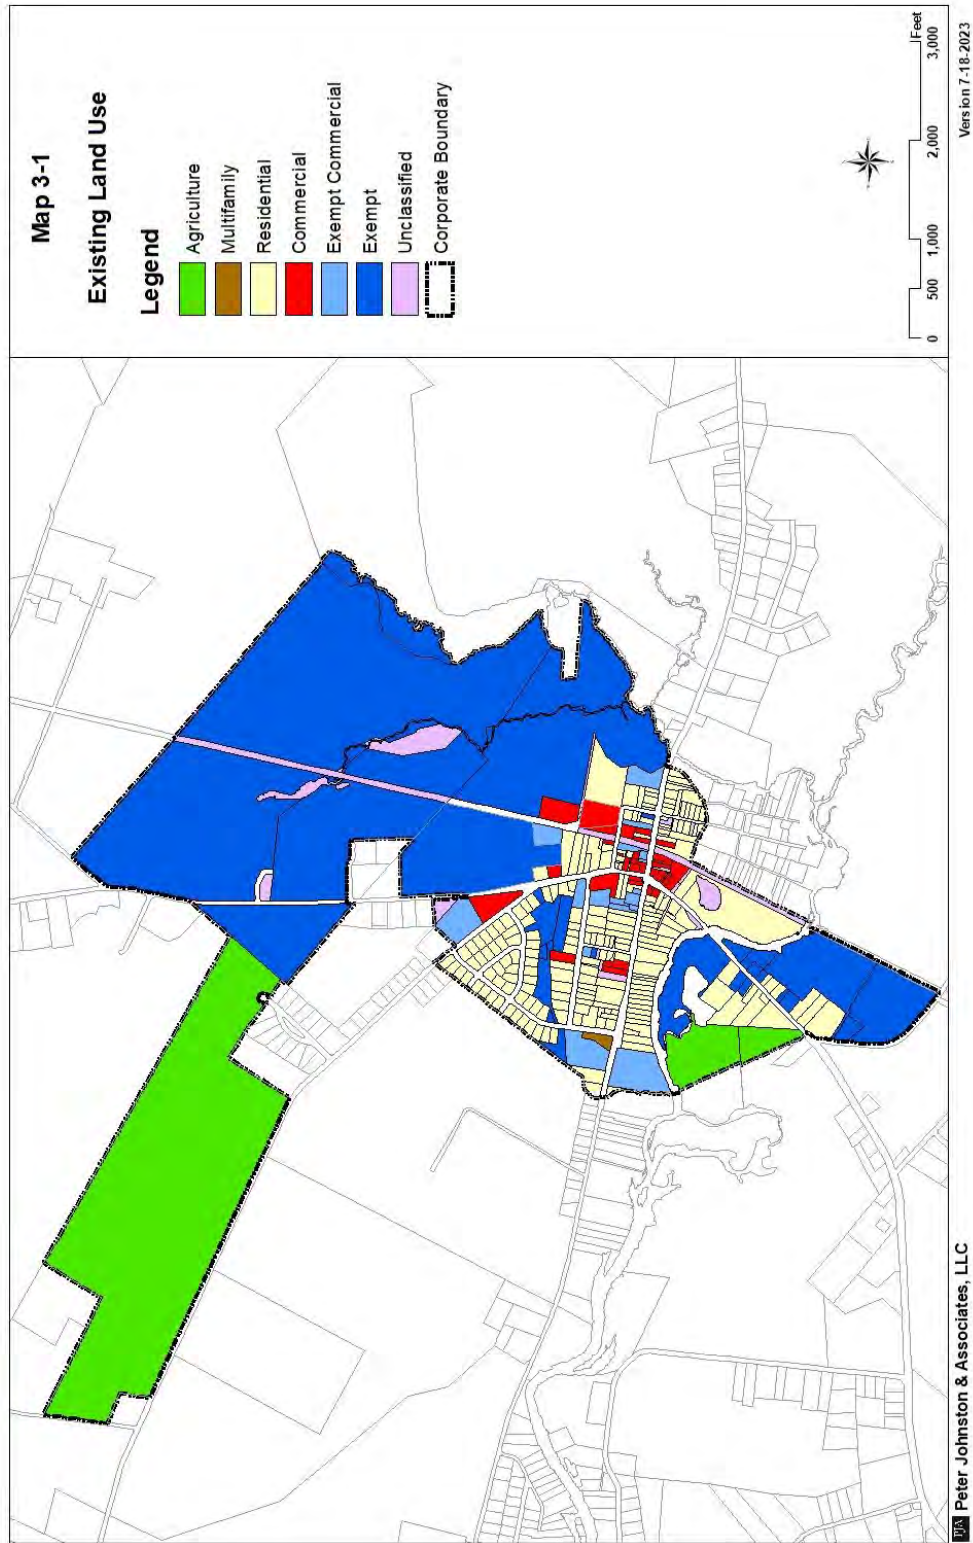 Map 3-1
Existing Land Use
Legend
Agriculture
Multifamily
Residential
Commercial
Exempt Commercial
Exempt
Unclassified
Corporate Boundary
0 500 1,000 2,000 3,000
Feet
PJA Peter Johnston & Associates, LLC
Version 7-18-2023